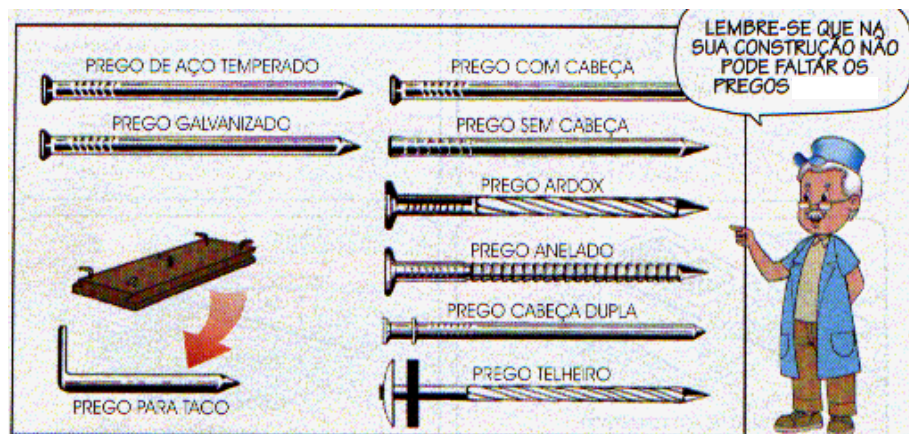 LEMBRE-SE QUE NA
SUA CONSTRUÇÃO NÃO
PODE FALTAR OS
PREGOS
PREGO DE AÇO TEMPERADO
PREGO GALVANIZADO
PREGO PARA TACO
PREGO COM CABEÇA
PREGO SEM CABEÇA
PREGO ARDOX
PREGO ANELADO
PREGO CABEÇA DUPLA
PREGO TELHEIRO